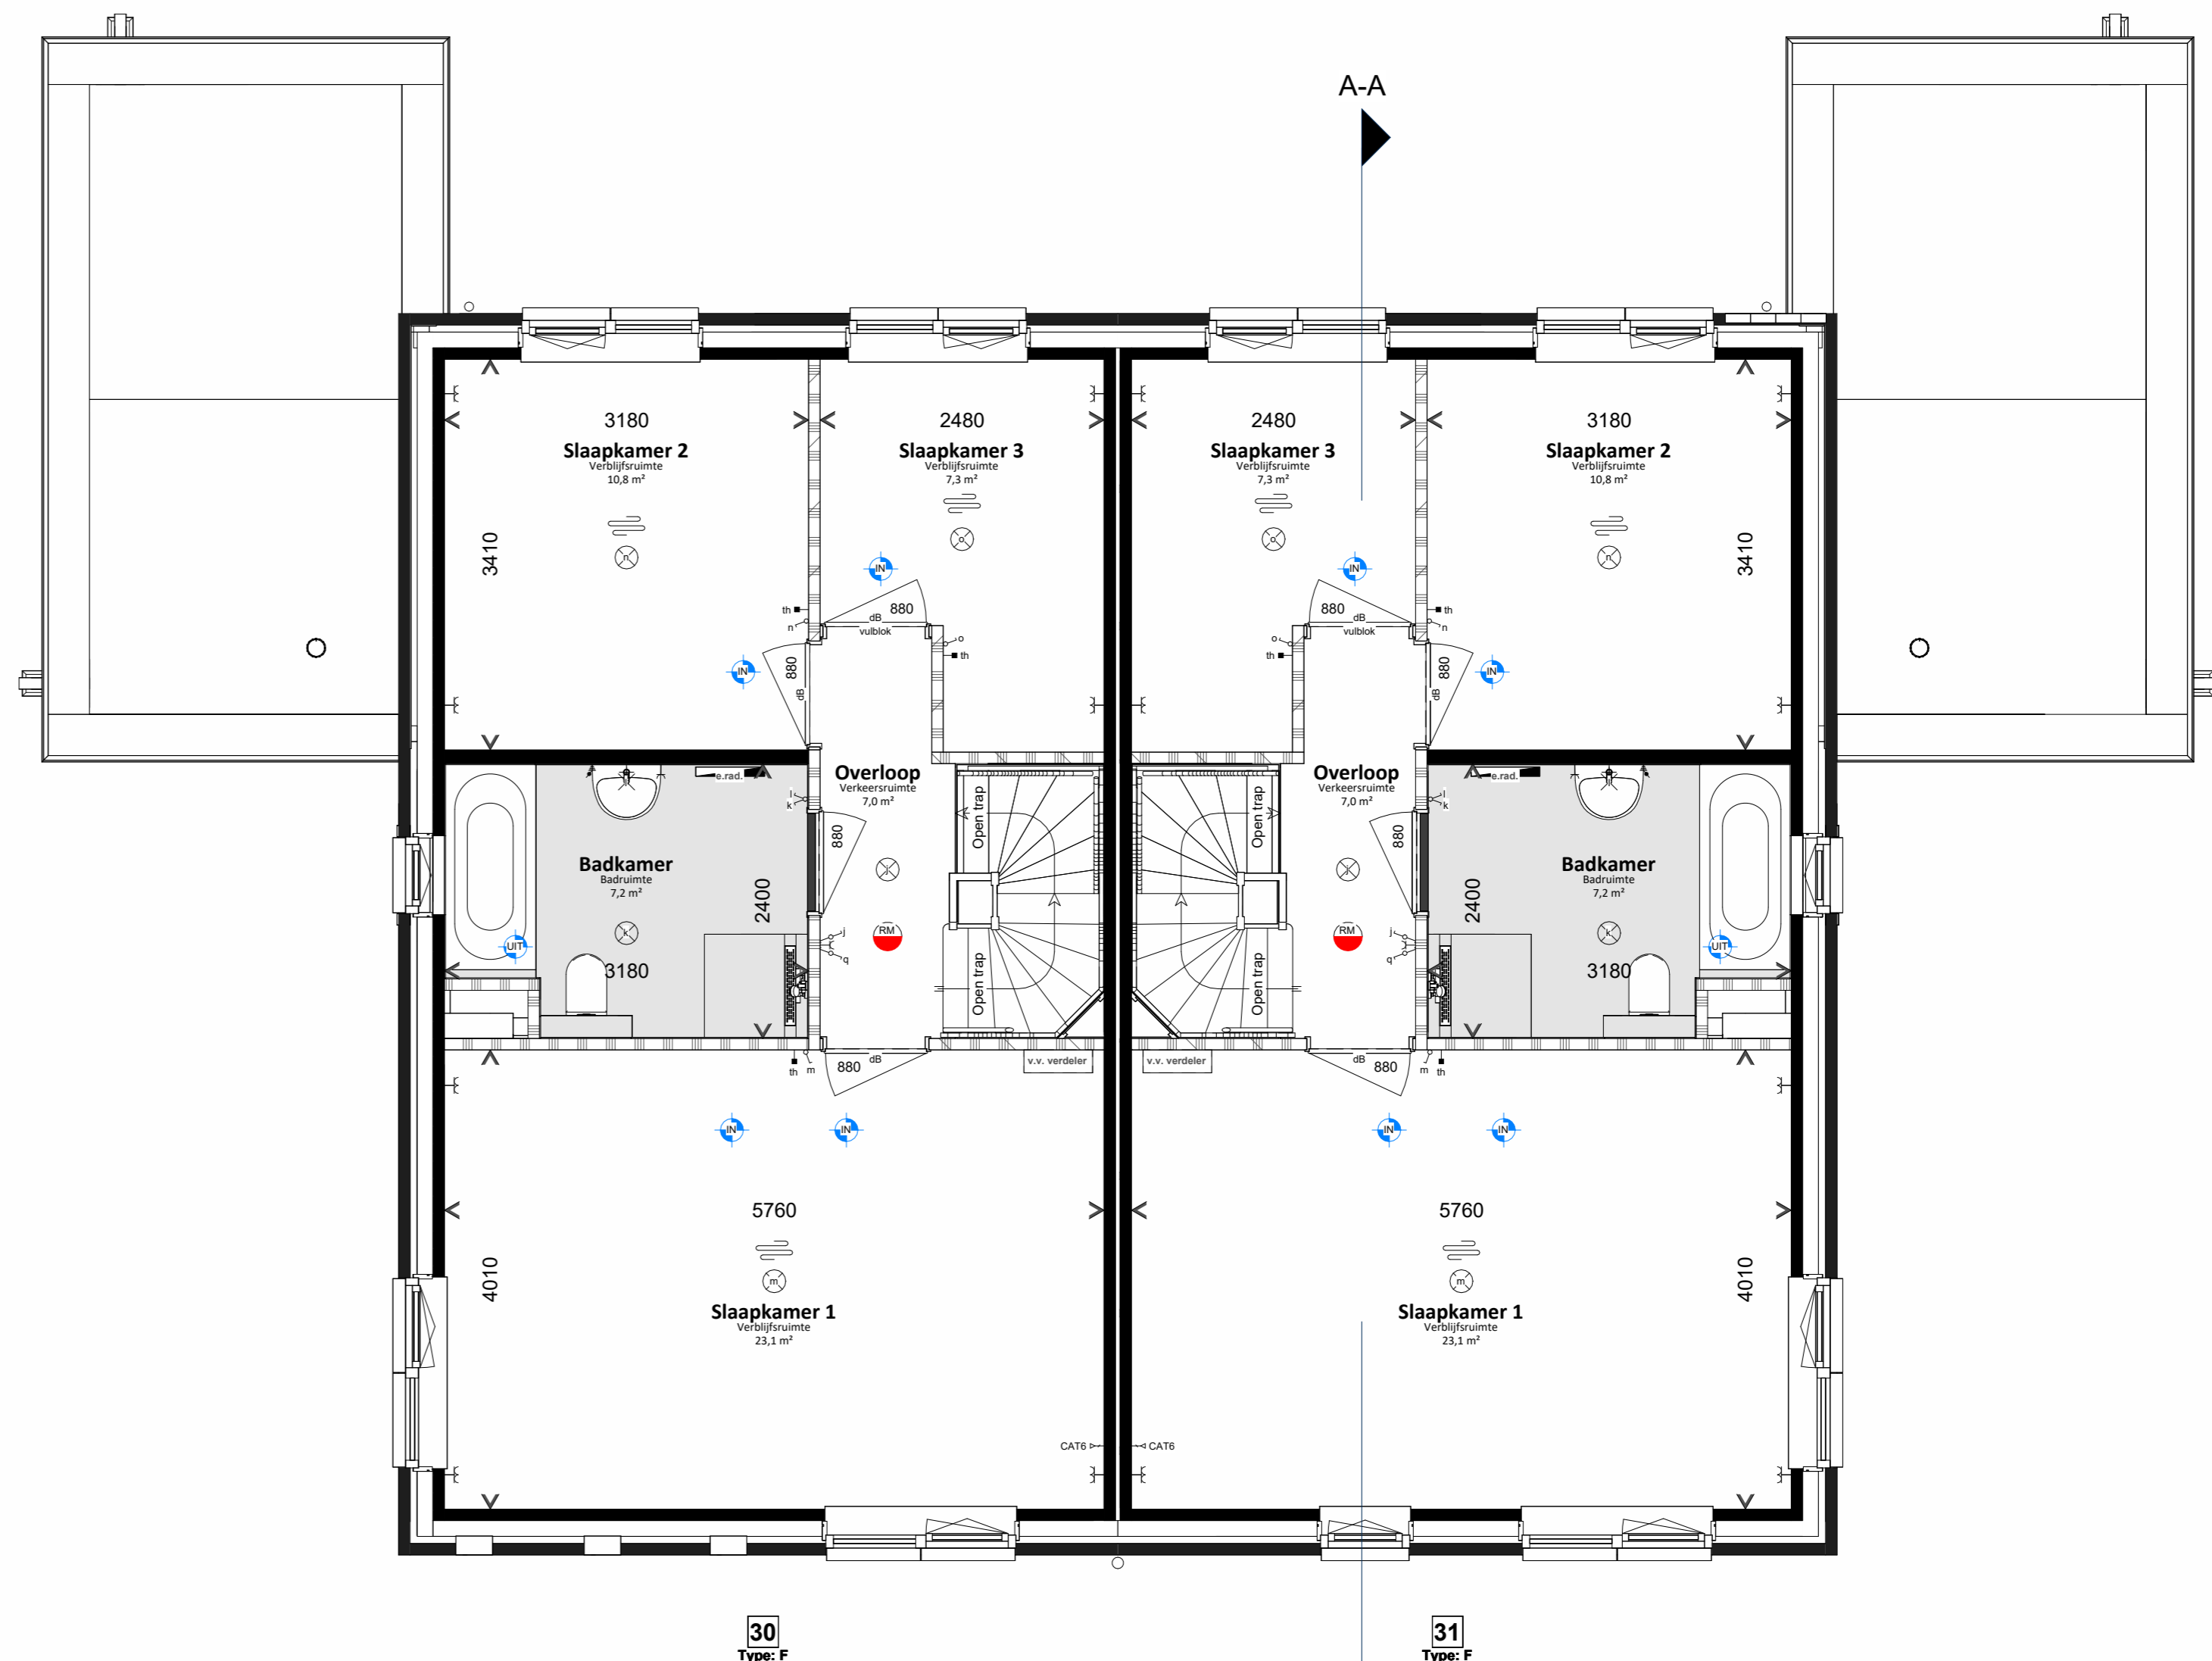 A-A
3180
2480
2480
3180
Slaapkamer 2
Verblijfsruimte
10,8 m²
Slaapkamer 3
Verblijfsruimte
7,3 m²
Slaapkamer 3
Verblijfsruimte
7,3 m²
Slaapkamer 2
Verblijfsruimte
10,8 m²
3410
n
o
o
n
3410
IN
IN
th
n
880
dB
vulblok
o
th
880
dB
vulblok
o
th
th
n
IN
880
dB
880
dB
IN
e.rad.
l
k
Overloop
Verkeersruimte
7,0 m²
Open trap
Open trap
Overloop
Verkeersruimte
7,0 m²
l
k
e.rad.
Badkamer
Badruimte
7,2 m²
2400
880
j
j
880
2400
Badkamer
Badruimte
7,2 m²
UIT
k
3180
j
q
RM
Open trap
Open trap
RM
j
q
k
3180
UIT
th
m
880
dB
v.v. verdeler
v.v. verdeler
dB
880
m
th
IN
IN
IN
IN
5760
5760
4010
m
m
4010
Slaapkamer 1
Verblijfsruimte
23,1 m²
Slaapkamer 1
Verblijfsruimte
23,1 m²
CAT6
CAT6
30
Type: F
31
Type: F